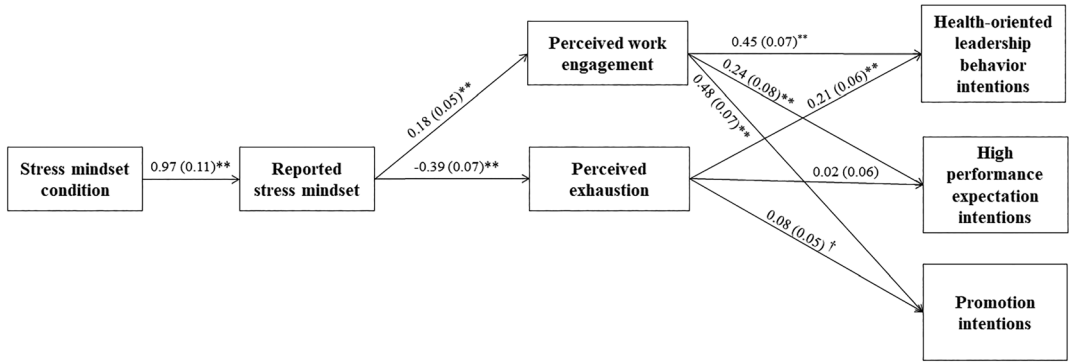 Stress mindset
condition
0.97 (0.11)**
Reported
stress mindset
0.18 (0.05)**
-0.39 (0.07)**
Perceived work
engagement
Perceived
exhaustion
0.45 (0.07)**
0.24 (0.08)**
0.48 (0.07)**
0.21 (0.06)**
0.02 (0.06)
0.08 (0.05) †
Health-oriented
leadership
behavior
intentions
High
performance
expectation
intentions
Promotion
intentions